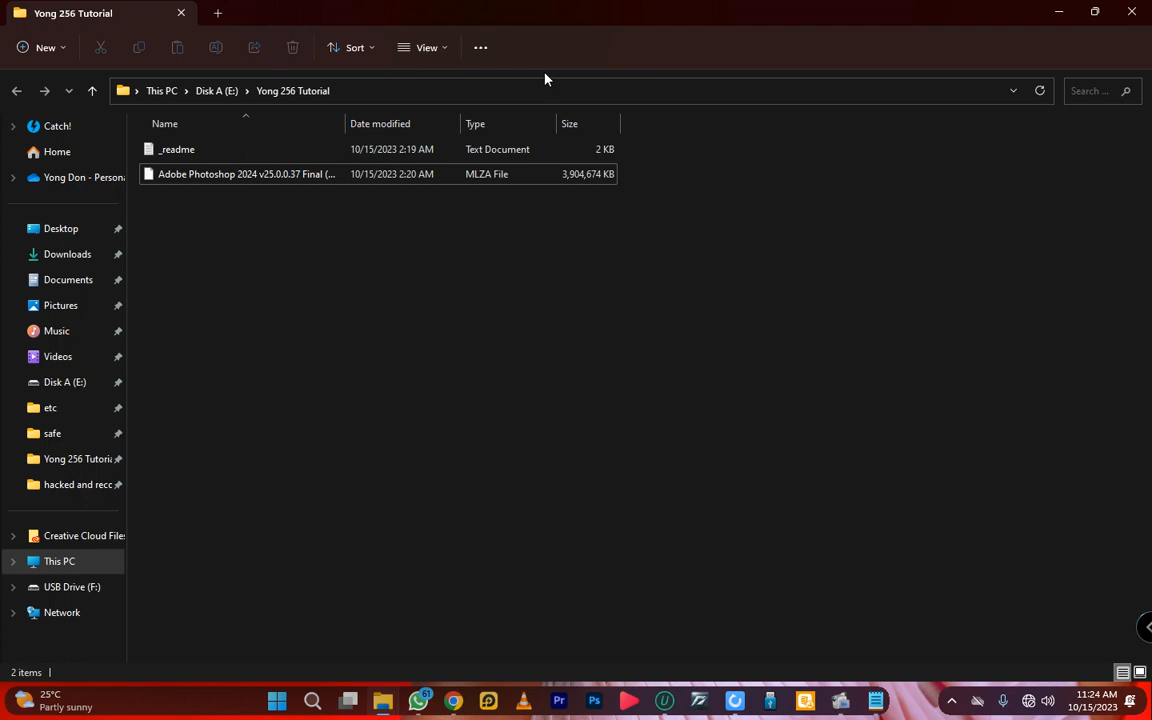 Yong 256 Tutorial
New
Sort
View
This PC
Disk A (E:)
Yong 256 Tutorial
Search ...
Name
Date modified
Type
Size
_readme
10/15/2023 2:19 AM
Text Document
2 KB
Adobe Photoshop 2024 v25.0.0.37 Final (...
10/15/2023 2:20 AM
MLZA File
3,904,674 KB
Catch!
Home
Yong Don - Persona
Desktop
Downloads
Documents
Pictures
Music
Videos
Disk A (E:)
etc
safe
Yong 256 Tutoria
hacked and recc
Creative Cloud Files
This PC
USB Drive (F:)
Network
2 items
25°C
Partly sunny
61
Pr
Ps
11:24 AM
10/15/2023